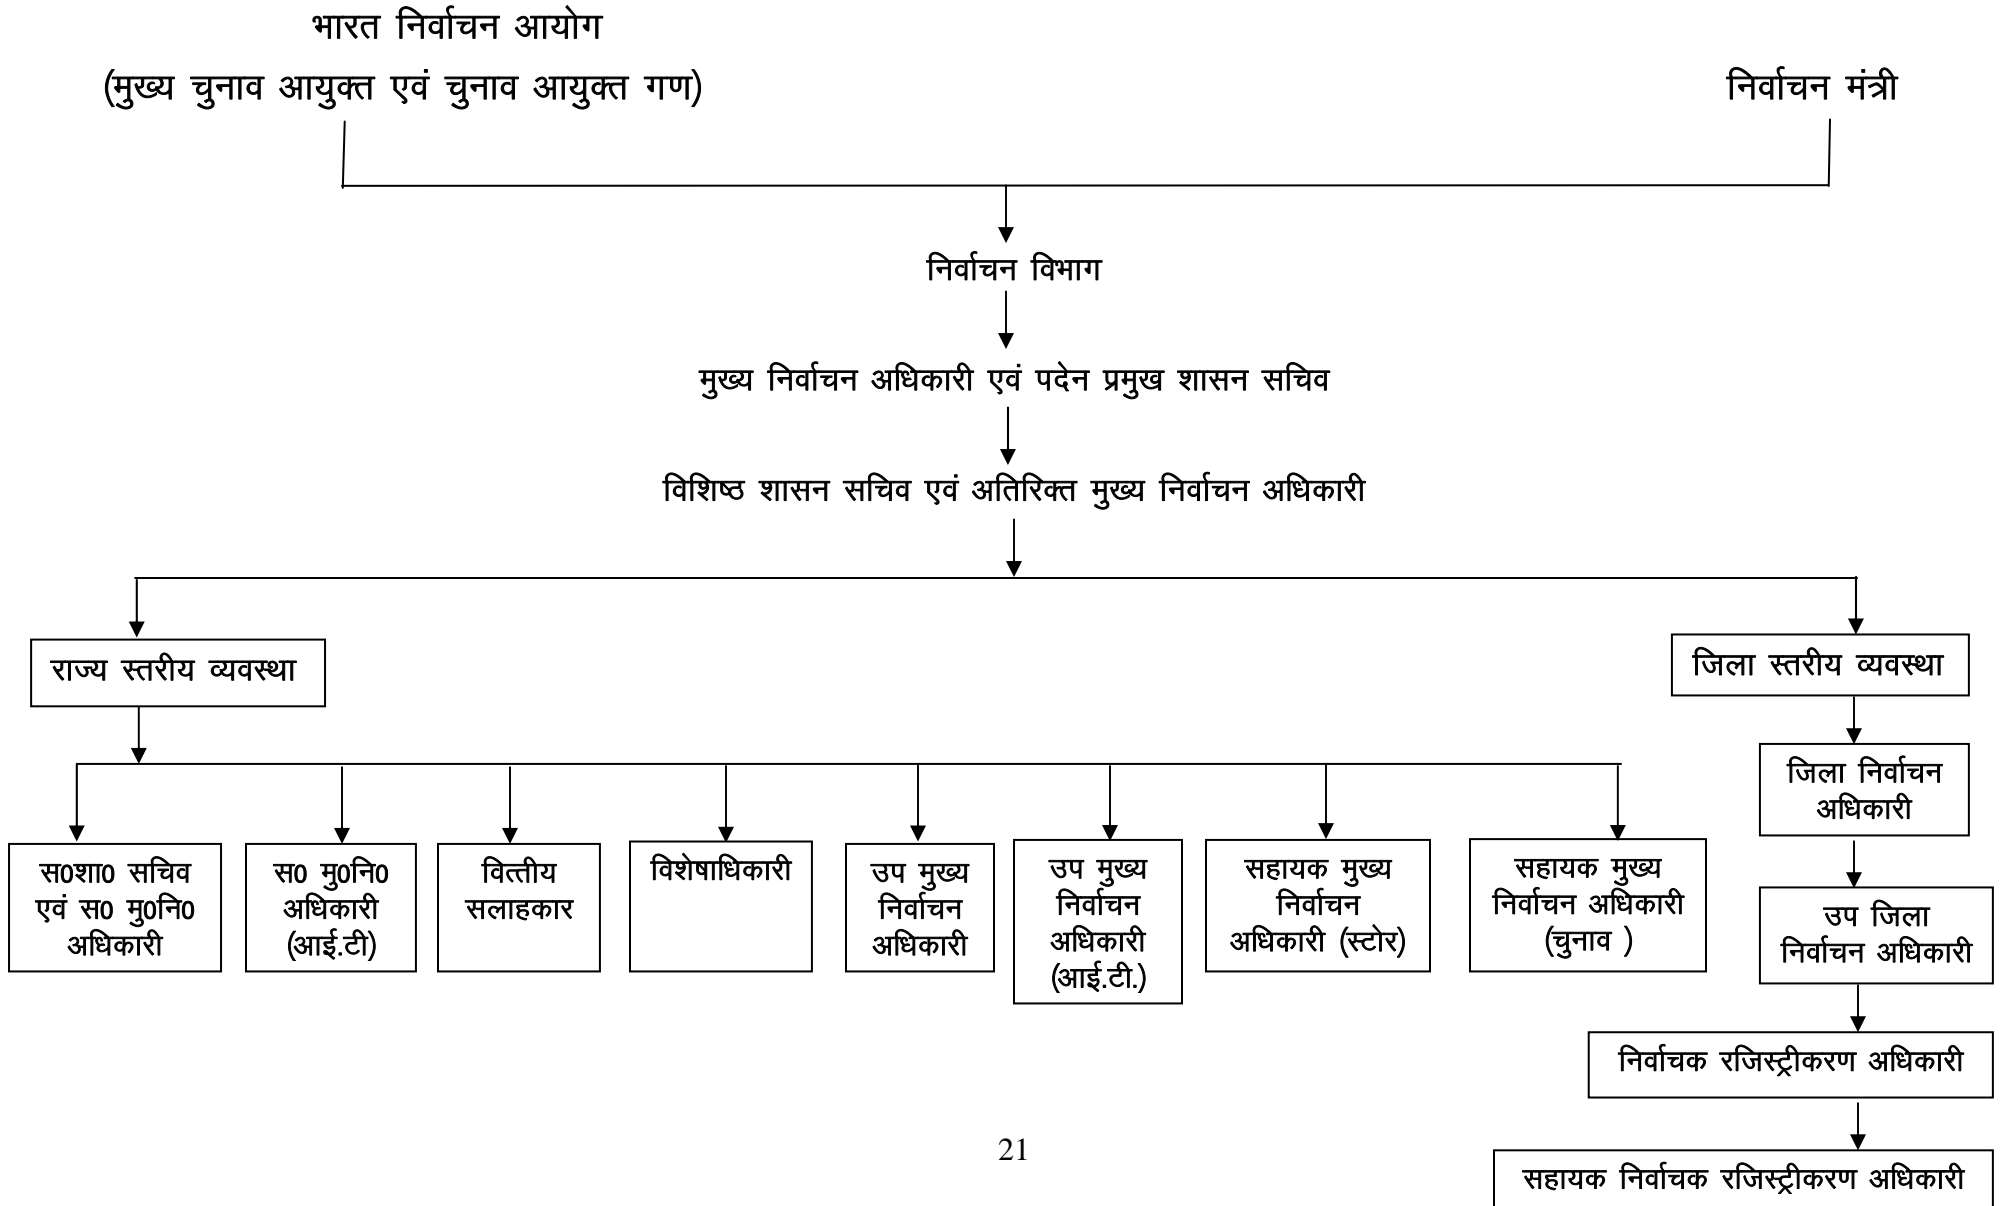 भारत निर्वाचन आयोग
(मुख्य चुनाव आयुक्त एवं चुनाव आयुक्त गण)
निर्वाचन मंत्री
निर्वाचन विभाग
मुख्य निर्वाचन अधिकारी एवं पदेन प्रमुख शासन सचिव
विशिष्ठ शासन सचिव एवं अतिरिक्त मुख्य निर्वाचन अधिकारी
राज्य स्तरीय व्यवस्था
जिला स्तरीय व्यवस्था
स0शा0 सचिव
एवं स0 मु0नि0
अधिकारी
स0 मु0नि0
अधिकारी
(आई.टी)
वित्तीय
सलाहकार
विशेषाधिकारी
उप मुख्य
निर्वाचन
अधिकारी
उप मुख्य
निर्वाचन
अधिकारी
(आई.टी.)
सहायक मुख्य
निर्वाचन
अधिकारी (स्टोर)
सहायक मुख्य
निर्वाचन अधिकारी
(चुनाव )
जिला निर्वाचन
अधिकारी
उप जिला
निर्वाचन अधिकारी
निर्वाचक रजिस्ट्रीकरण अधिकारी
सहायक निर्वाचक रजिस्ट्रीकरण अधिकारी
21